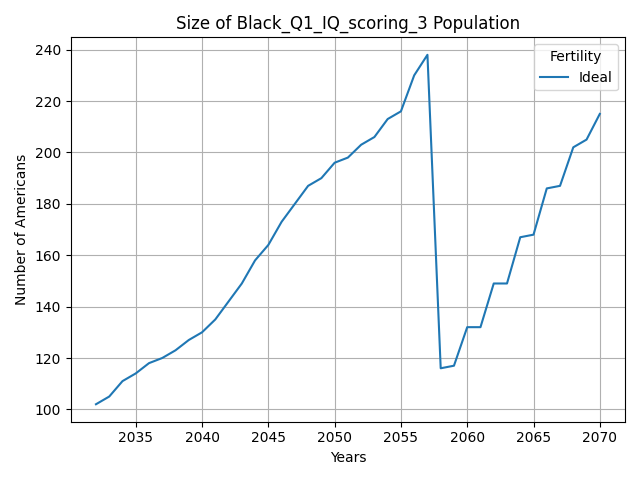 Size of Black_Q1_IQ_scoring_3 Population
Fertility
Ideal
Number of Americans
240
220
200
180
160
140
120
100
2035 2040 2045 2050 2055 2060 2065 2070
Years